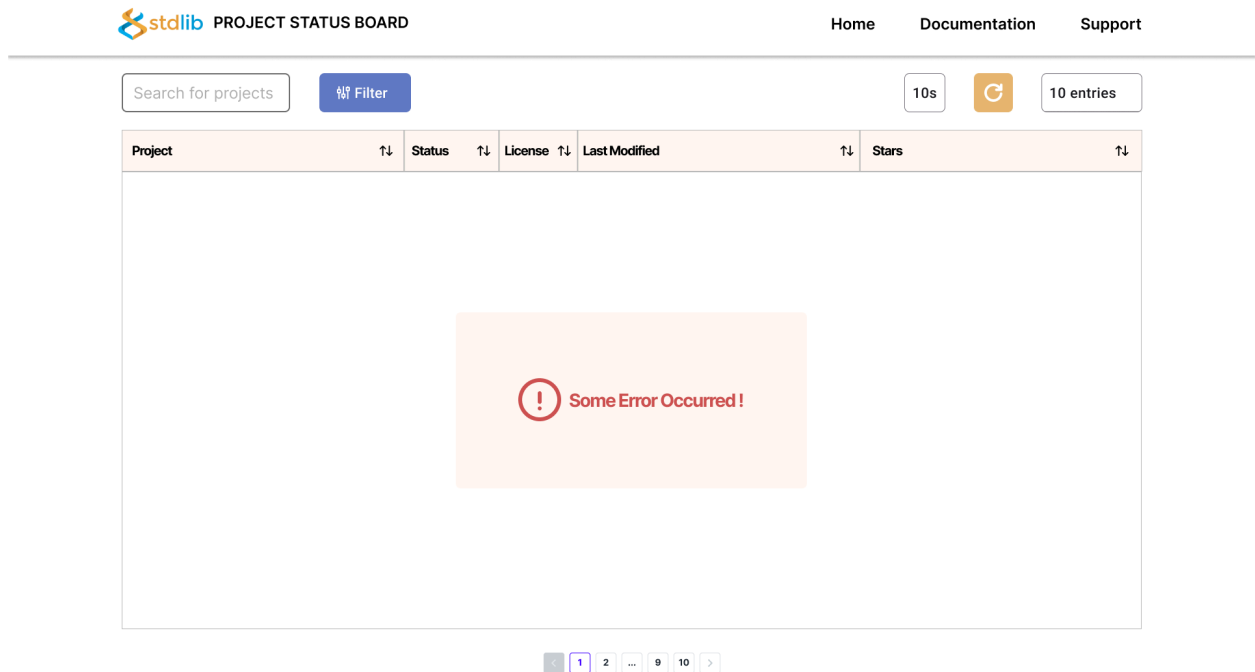 stdlib PROJECT STATUS BOARD Home Documentation Support
Search for projects Filter 10s 10 entries
Project Status License Last Modified Stars
Some Error Occurred !
< 1 2 ... 9 10 >